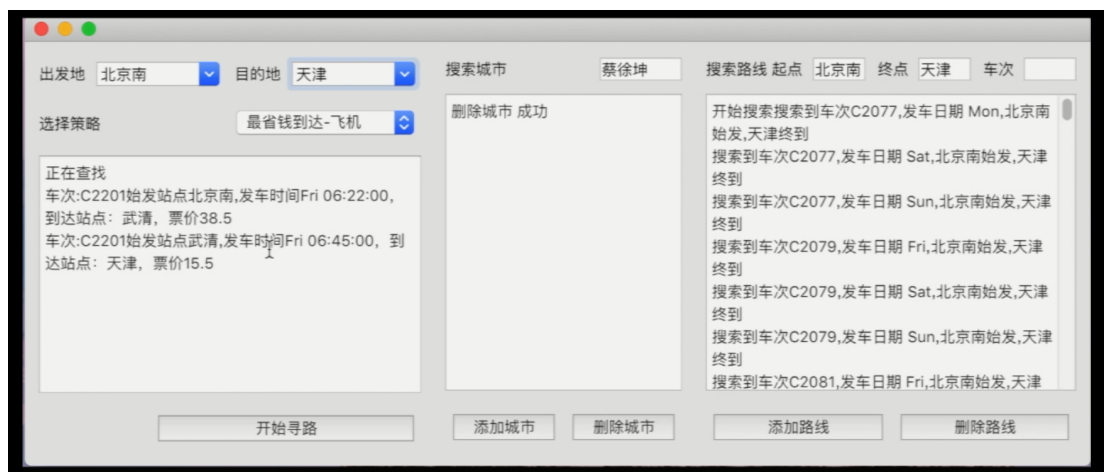 出发地 北京南 目的地 天津
选择策略 最省钱到达-飞机
正在查找
车次:C2201始发站点北京南,发车时间Fri 06:22:00,
到达站点：武清，票价38.5
车次:C2201始发站点武清,发车时间Fri 06:45:00，到
达站点：天津，票价15.5
开始寻路
搜索城市 蔡徐坤
删除城市 成功
添加城市 删除城市
搜索路线 起点 北京南 终点 天津 车次
开始搜索搜索到车次C2077,发车日期 Mon,北京南
始发,天津终到
搜索到车次C2077,发车日期 Sat,北京南始发,天津
终到
搜索到车次C2077,发车日期 Sun,北京南始发,天津
终到
搜索到车次C2079,发车日期 Fri,北京南始发,天津
终到
搜索到车次C2079,发车日期 Sat,北京南始发,天津
终到
搜索到车次C2079,发车日期 Sun,北京南始发,天津
终到
搜索到车次C2081,发车日期 Fri,北京南始发,天津
添加路线 删除路线